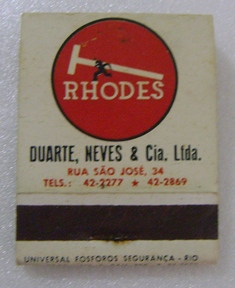 RHODES
DUARTE, NEVES & Cia. Ltda.
RUA SÃO JOSÉ, 34
TELS.: 42-2277 ★ 42-2869
UNIVERSAL FOSFOROS SEGURANÇA - RIO